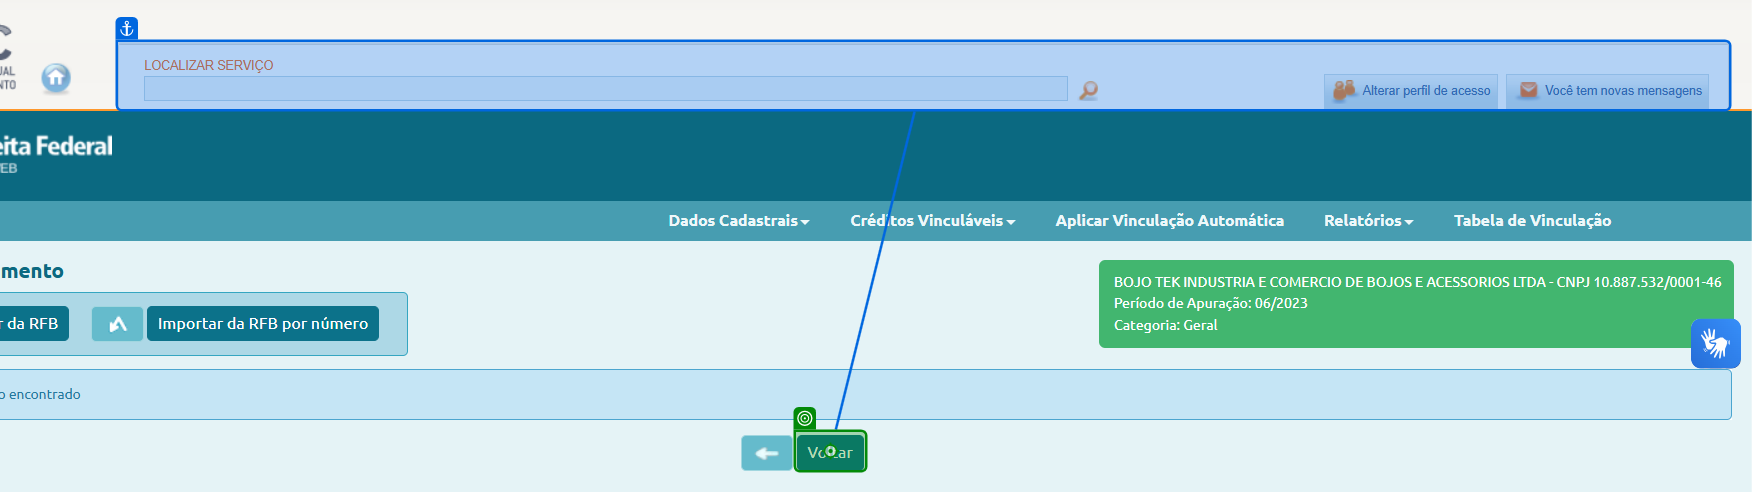 C
UAL
NTO
LOCALIZAR SERVIÇO
Alterar perfil de acesso
Você tem novas mensagens
eita Federal
EB
Dados Cadastrais
Créditos Vinculáveis
Aplicar Vinculação Automática
Relatórios
Tabela de Vinculação
mento
BOJO TEK INDUSTRIA E COMERCIO DE BOJOS E ACESSORIOS LTDA - CNPJ 10.887.532/0001-46
Período de Apuração: 06/2023
Categoria: Geral
r da RFB
Importar da RFB por número
o encontrado
Voltar